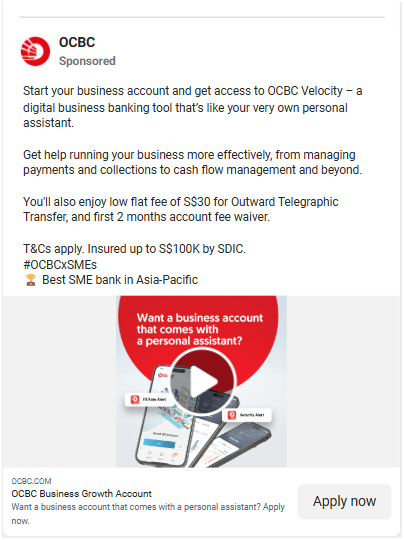 OCBC
Sponsored
Start your business account and get access to OCBC Velocity – a
digital business banking tool that's like your very own personal
assistant.
Get help running your business more effectively, from managing
payments and collections to cash flow management and beyond.
You'll also enjoy low flat fee of S$30 for Outward Telegraphic
Transfer, and first 2 months account fee waiver.
T&Cs apply. Insured up to S$100K by SDIC.
#OCBCxSMEs
🏆 Best SME bank in Asia-Pacific
Want a business account
that comes with
a personal assistant?
FX Rate Alert
Security Alert
OCBC.COM
OCBC Business Growth Account
Want a business account that comes with a personal assistant? Apply
now.
Apply now